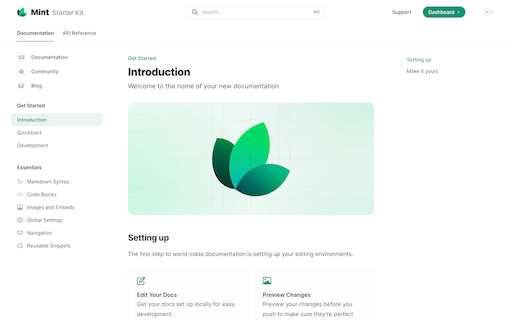 Mint Starter Kit
Search...
⌘K
Support
Dashboard ›
Documentation
API Reference
Documentation
Community
Blog
Get Started
Introduction
Quickstart
Development
Essentials
Markdown Syntax
Code Blocks
Images and Embeds
Global Settings
Navigation
Reusable Snippets
Get Started
Introduction
Welcome to the home of your new documentation
Setting up
The first step to world-class documentation is setting up your editing environments.
Edit Your Docs
Get your docs set up locally for easy
development
Preview Changes
Preview your changes before you
push to make sure they're perfect
Setting up
Make it yours